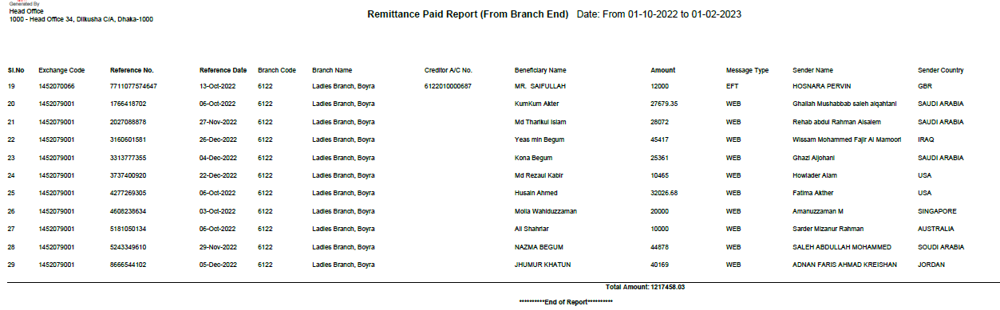 Generated By
Head Office
1000 - Head Office 34, Dilkusha C/A, Dhaka-1000
Remittance Paid Report (From Branch End) Date: From 01-10-2022 to 01-02-2023
Sl.No Exchange Code Reference No. Reference Date Branch Code Branch Name Creditor A/C No. Beneficiary Name Amount Message Type Sender Name Sender Country
19 1452070066 7711077574647 13-Oct-2022 6122 Ladies Branch, Boyra 6122010000687 MR. SAIFULLAH 12000 EFT HOSNARA PERVIN GBR
20 1452079001 1766418702 06-Oct-2022 6122 Ladies Branch, Boyra KumKum Akter 27679.35 WEB Ghaliah Mushabbab saleh alqahtani SAUDI ARABIA
21 1452079001 2027088878 27-Nov-2022 6122 Ladies Branch, Boyra Md Tharikul Islam 28072 WEB Rehab abdul Rahman Alsalem SAUDI ARABIA
22 1452079001 3160601581 26-Dec-2022 6122 Ladies Branch, Boyra Yeas min Begum 45417 WEB Wissam Mohammed Fajir Al Mamoori IRAQ
23 1452079001 3313777355 04-Dec-2022 6122 Ladies Branch, Boyra Kona Begum 25361 WEB Ghazi Aljohani SAUDI ARABIA
24 1452079001 3737400920 22-Dec-2022 6122 Ladies Branch, Boyra Md Rezaul Kabir 10465 WEB Howlader Alam USA
25 1452079001 4277269305 06-Oct-2022 6122 Ladies Branch, Boyra Husain Ahmed 32026.68 WEB Fatima Akther USA
26 1452079001 4608238634 03-Oct-2022 6122 Ladies Branch, Boyra Molla Wahiduzzaman 20000 WEB Amanuzzaman M SINGAPORE
27 1452079001 5181050134 06-Oct-2022 6122 Ladies Branch, Boyra Ali Shahriar 10000 WEB Sarder Mizanur Rahman AUSTRALIA
28 1452079001 5243349610 29-Nov-2022 6122 Ladies Branch, Boyra NAZMA BEGUM 44878 WEB SALEH ABDULLAH MOHAMMED SOUDI ARABIA
29 1452079001 8666544102 05-Dec-2022 6122 Ladies Branch, Boyra JHUMUR KHATUN 40169 WEB ADNAN FARIS AHMAD KREISHAN JORDAN
Total Amount: 1217458.03
**********End of Report**********